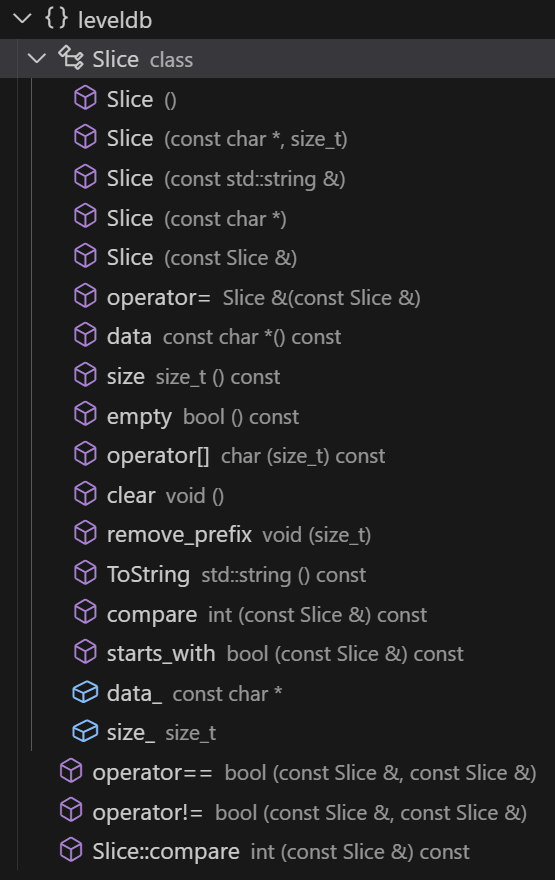 {} leveldb
Slice class
Slice ()
Slice (const char *, size_t)
Slice (const std::string &)
Slice (const char *)
Slice (const Slice &)
operator= Slice &(const Slice &)
data const char *() const
size size_t () const
empty bool () const
operator[] char (size_t) const
clear void ()
remove_prefix void (size_t)
ToString std::string () const
compare int (const Slice &) const
starts_with bool (const Slice &) const
data_ const char *
size_ size_t
operator== bool (const Slice &, const Slice &)
operator!= bool (const Slice &, const Slice &)
Slice::compare int (const Slice &) const